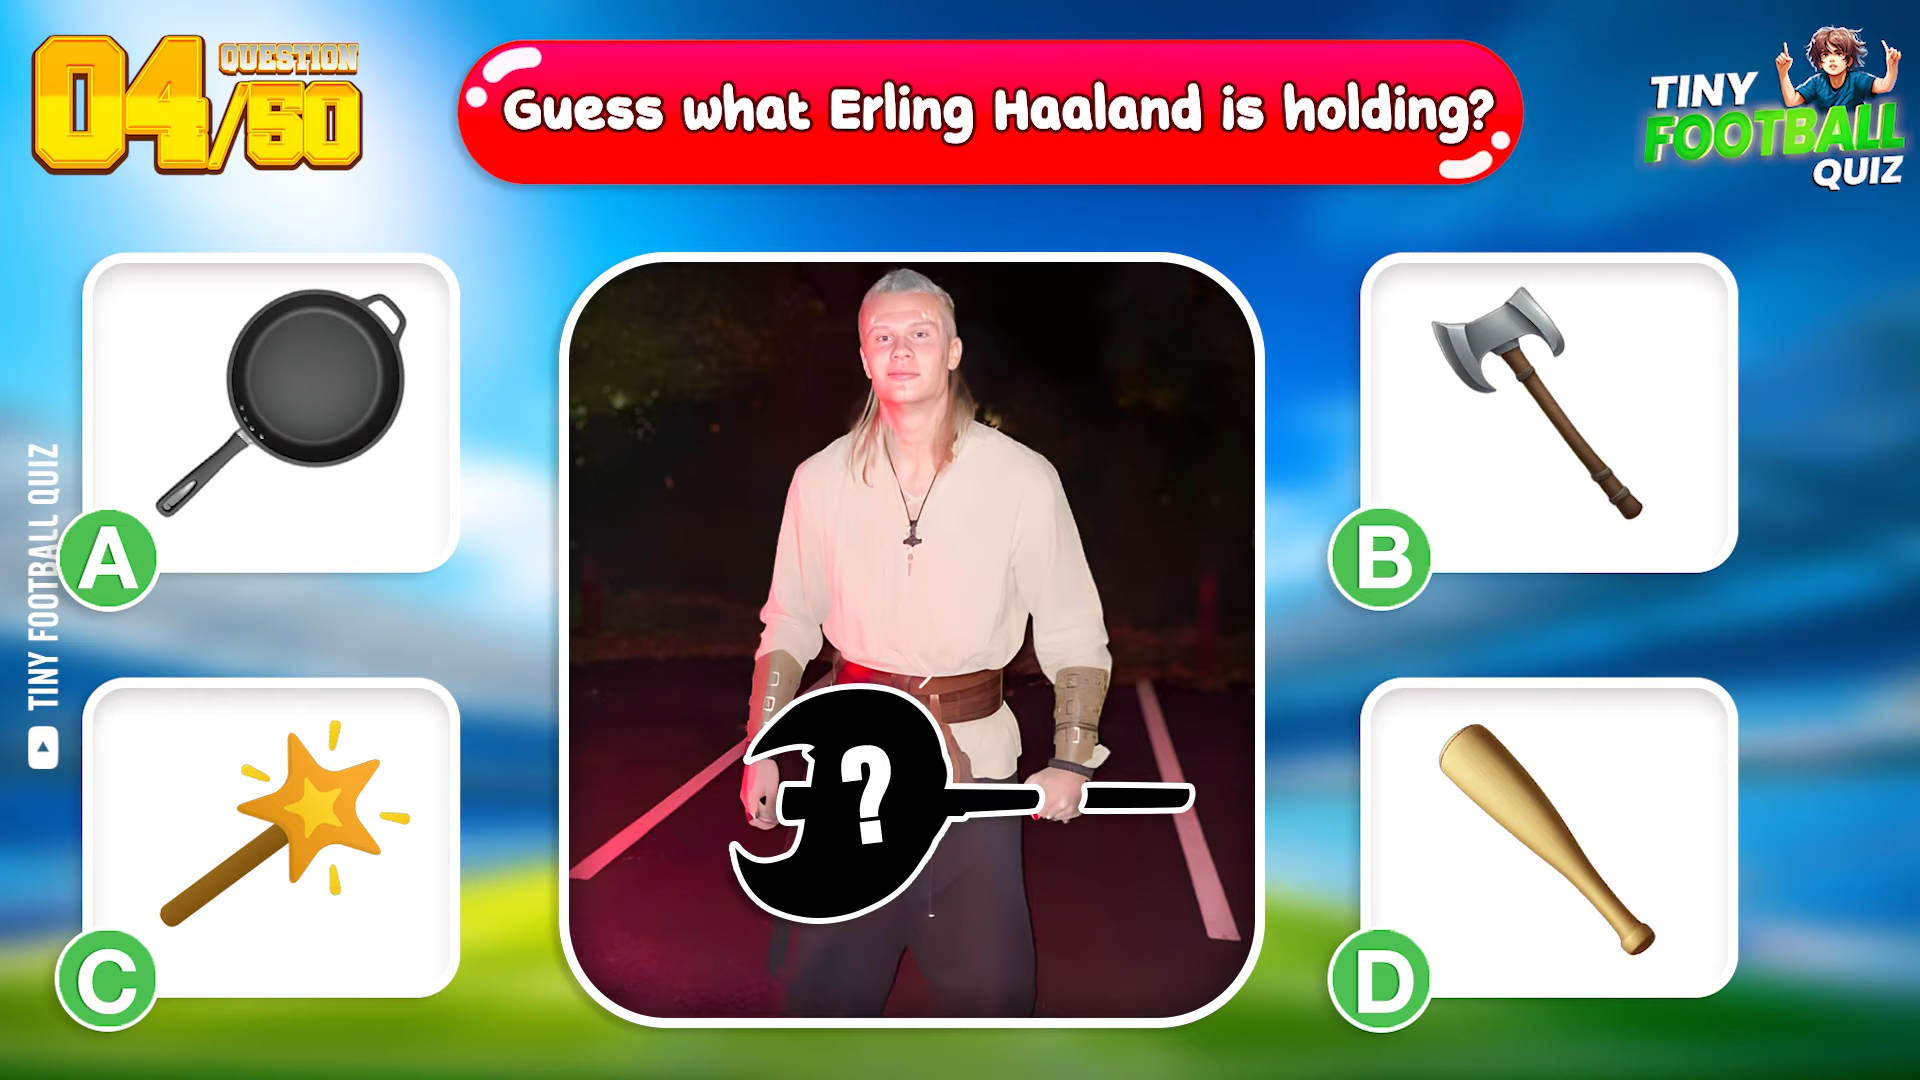 04/50
QUESTION
Guess what Erling Haaland is holding?
TINY
FOOTBALL
QUIZ
A
B
?
C
D
TINY FOOTBALL QUIZ